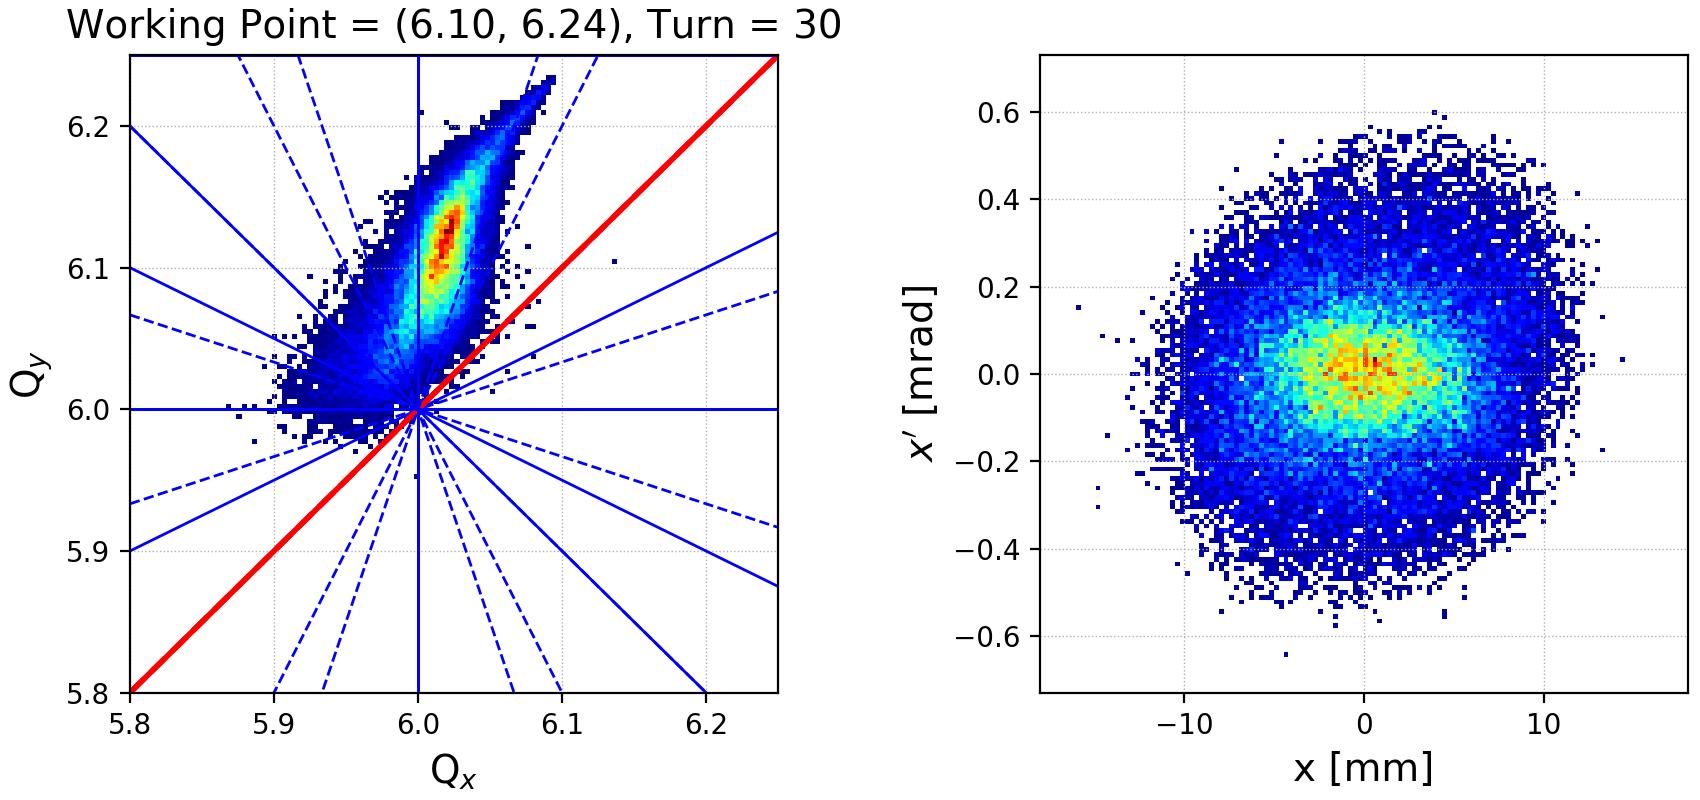 Working Point = (6.10, 6.24), Turn = 30
6.2
6.1
6.0
5.9
5.8
Q_y
5.8 5.9 6.0 6.1 6.2
Q_x
0.6
0.4
0.2
0.0
−0.2
−0.4
−0.6
x′ [mrad]
−10 0 10
x [mm]